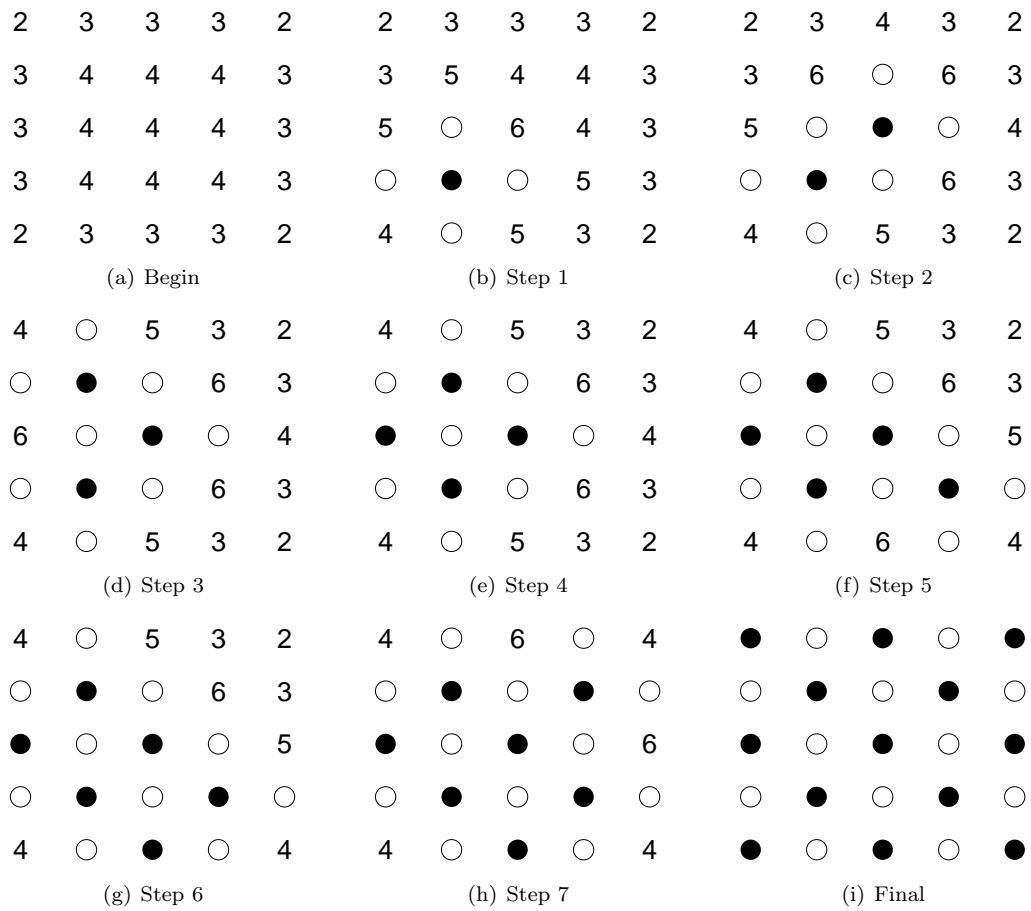 2 3 3 3 2 2 3 3 3 2 2 3 4 3 2
3 4 4 4 3 3 5 4 4 3 3 6 ○ 6 3
3 4 4 4 3 5 ○ 6 4 3 5 ○ ● ○ 4
3 4 4 4 3 ○ ● ○ 5 3 ○ ● ○ 6 3
2 3 3 3 2 4 ○ 5 3 2 4 ○ 5 3 2
(a) Begin (b) Step 1 (c) Step 2
4 ○ 5 3 2 4 ○ 5 3 2 4 ○ 5 3 2
○ ● ○ 6 3 ○ ● ○ 6 3 ○ ● ○ 6 3
6 ○ ● ○ 4 ● ○ ● ○ 4 ● ○ ● ○ 5
○ ● ○ 6 3 ○ ● ○ 6 3 ○ ● ○ ● ○
4 ○ 5 3 2 4 ○ 5 3 2 4 ○ 6 ○ 4
(d) Step 3 (e) Step 4 (f) Step 5
4 ○ 5 3 2 4 ○ 6 ○ 4 ● ○ ● ○ ●
○ ● ○ 6 3 ○ ● ○ ● ○ ○ ● ○ ● ○
● ○ ● ○ 5 ● ○ ● ○ 6 ● ○ ● ○ ●
○ ● ○ ● ○ ○ ● ○ ● ○ ○ ● ○ ● ○
4 ○ ● ○ 4 4 ○ ● ○ 4 ● ○ ● ○ ●
(g) Step 6 (h) Step 7 (i) Final